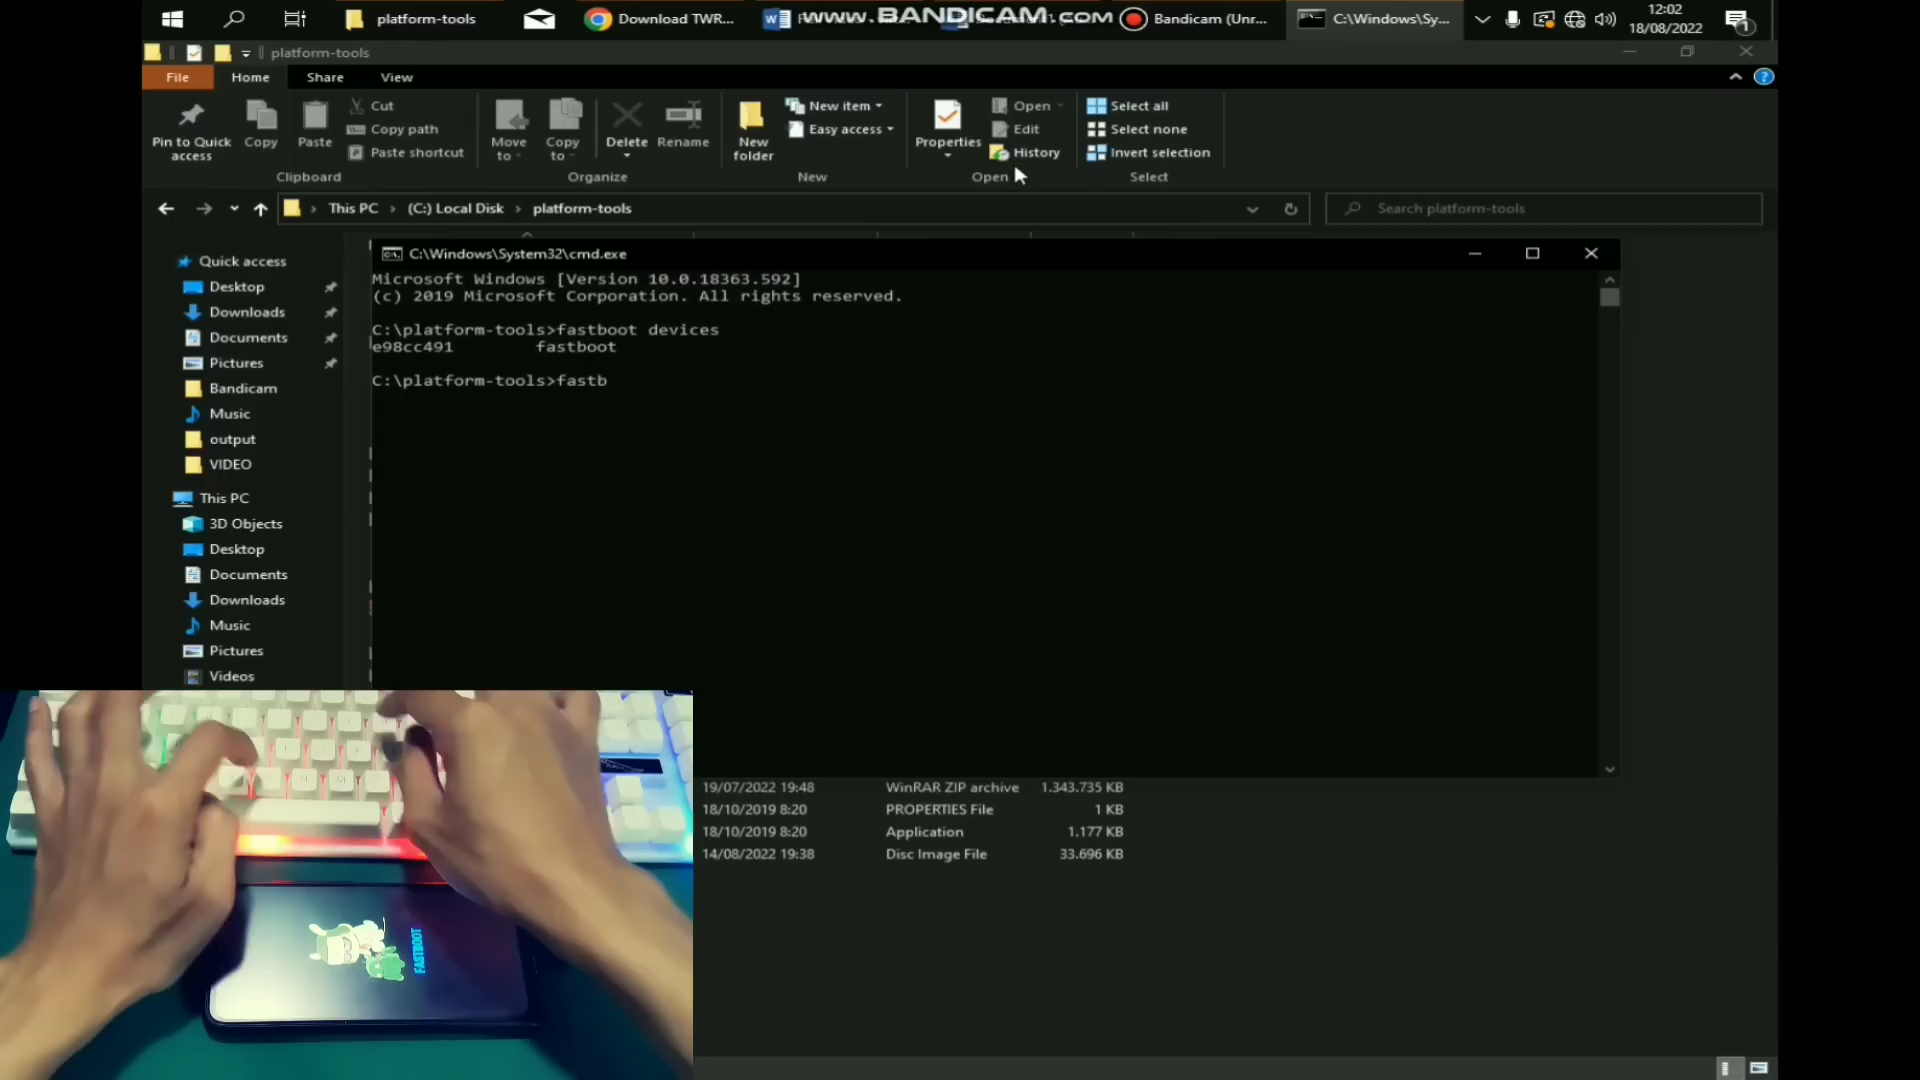 platform-tools
Download TWR...
www.BANDICAM.com
Bandicam (Unr...
C:\Windows\Sy...
12:02
18/08/2022
1
platform-tools
File
Home
Share
View
Pin to Quick access
Copy
Paste
Cut
Copy path
Paste shortcut
Clipboard
Move to
Copy to
Delete
Rename
Organize
New folder
New item
Easy access
New
Properties
Open
Edit
History
Open
Select all
Select none
Invert selection
Select
This PC
(C:) Local Disk
platform-tools
Search platform-tools
Quick access
Desktop
Downloads
Documents
Pictures
Bandicam
Music
output
VIDEO
This PC
3D Objects
Desktop
Documents
Downloads
Music
Pictures
Videos
C:\Windows\System32\cmd.exe
Microsoft Windows [Version 10.0.18363.592]
(c) 2019 Microsoft Corporation. All rights reserved.
C:\platform-tools>fastboot devices
e98cc491 fastboot
C:\platform-tools>fastb
19/07/2022 19:48 WinRAR ZIP archive 1.343.735 KB
18/10/2019 8:20 PROPERTIES File 1 KB
18/10/2019 8:20 Application 1.177 KB
14/08/2022 19:38 Disc Image File 33.696 KB
FASTBOOT